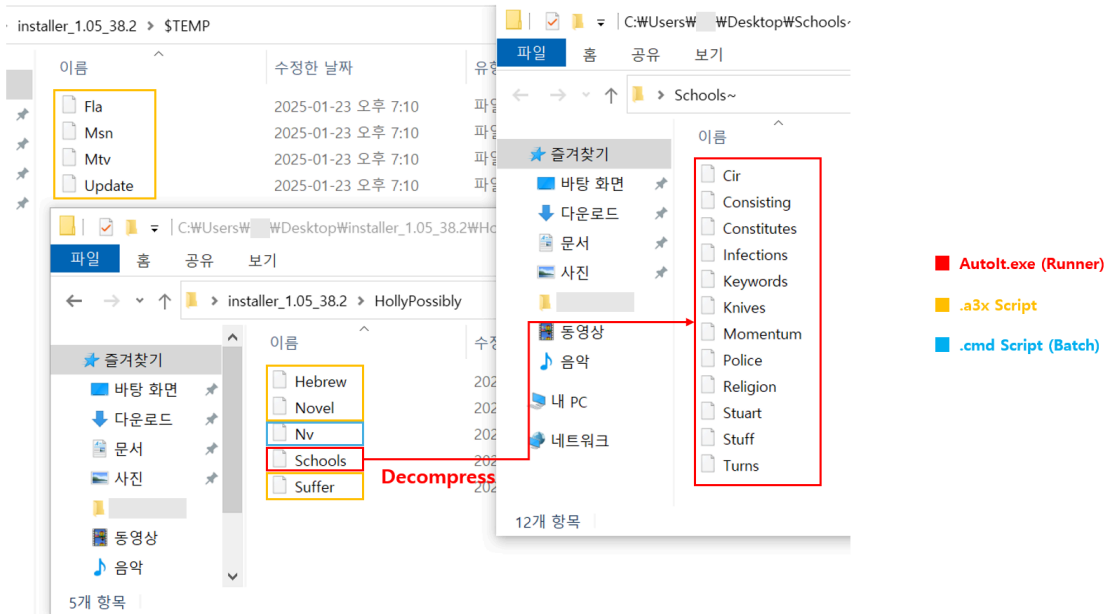 installer_1.05_38.2 > $TEMP
이름 수정한 날짜 유형
Fla 2025-01-23 오후 7:10 파일
Msn 2025-01-23 오후 7:10 파일
Mtv 2025-01-23 오후 7:10 파일
Update 2025-01-23 오후 7:10 파일
C:₩Users₩ ₩Desktop₩installer_1.05_38.2₩Ho
파일 홈 공유 보기
installer_1.05_38.2 > HollyPossibly
즐겨찾기
바탕 화면
다운로드
문서
사진
동영상
음악
이름 수정
Hebrew 202
Novel 202
Nv 202
Schools 202
Suffer 202
5개 항목
Decompress
C:₩Users₩ ₩Desktop₩Schools~
파일 홈 공유 보기
Schools~
즐겨찾기
바탕 화면
다운로드
문서
사진
동영상
음악
내 PC
네트워크
이름
Cir
Consisting
Constitutes
Infections
Keywords
Knives
Momentum
Police
Religion
Stuart
Stuff
Turns
12개 항목
AutoIt.exe (Runner)
.a3x Script
.cmd Script (Batch)